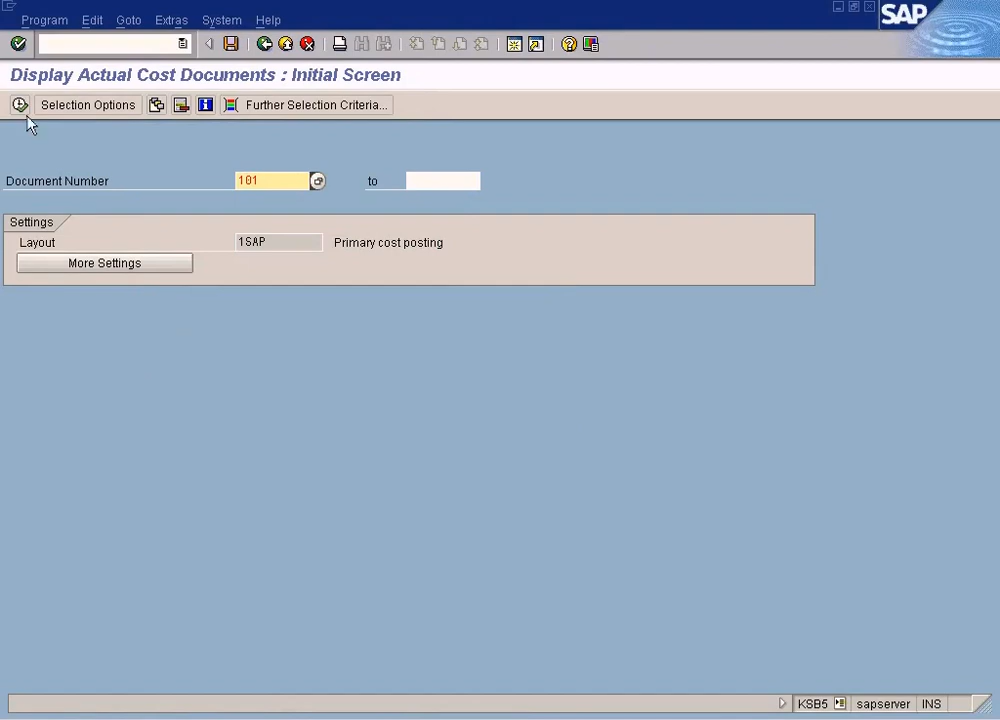 Program Edit Goto Extras System Help
SAP
Display Actual Cost Documents : Initial Screen
Selection Options Further Selection Criteria...
Document Number 101 to
Settings
Layout 1SAP Primary cost posting
More Settings
KSB5 sapserver INS